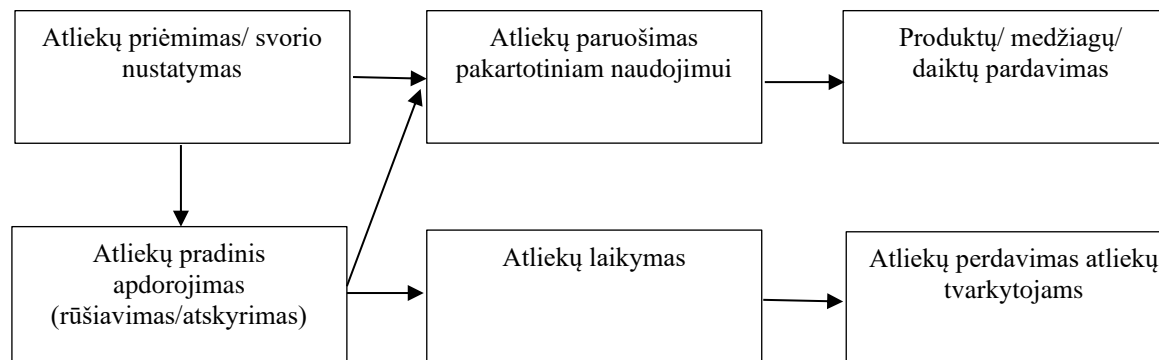 Atliekų priėmimas/ svorio
nustatymas
Atliekų paruošimas
pakartotiniam naudojimui
Produktų/ medžiagų/
daiktų pardavimas
Atliekų pradinis
apdorojimas
(rūšiavimas/atskyrimas)
Atliekų laikymas
Atliekų perdavimas atliekų
tvarkytojams